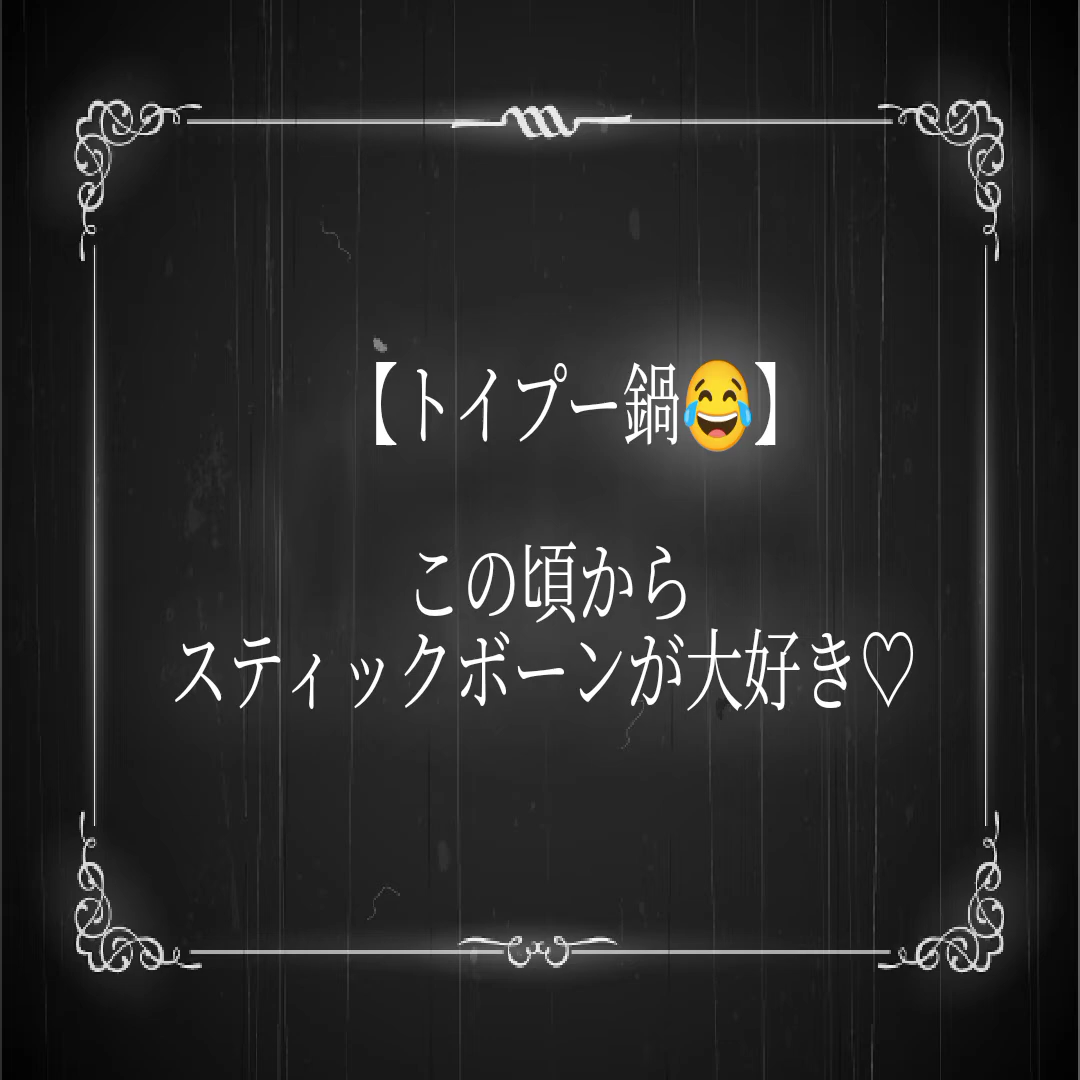 【トイプー鍋😂】
この頃から
スティックボーンが大好き♡